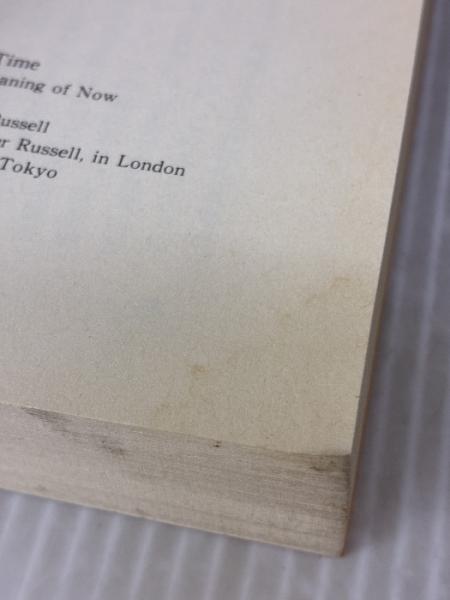 Time
aning of Now
ussell
r Russell, in London
Tokyo